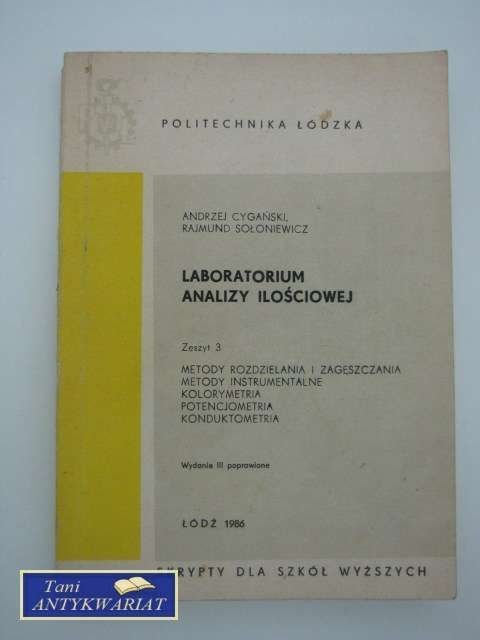 POLITECHNIKA ŁÓDZKA
ANDRZEJ CYGAŃSKI,
RAJMUND SOŁONIEWICZ
LABORATORIUM
ANALIZY ILOŚCIOWEJ
Zeszyt 3
METODY ROZDZIELANIA I ZAGĘSZCZANIA
METODY INSTRUMENTALNE
KOLORYMETRIA
POTENCJOMETRIA
KONDUKTOMETRIA
Wydanie III poprawione
ŁÓDŹ 1986
SKRYPTY DLA SZKÓŁ WYŻSZYCH
Tani
ANTYKWARIAT